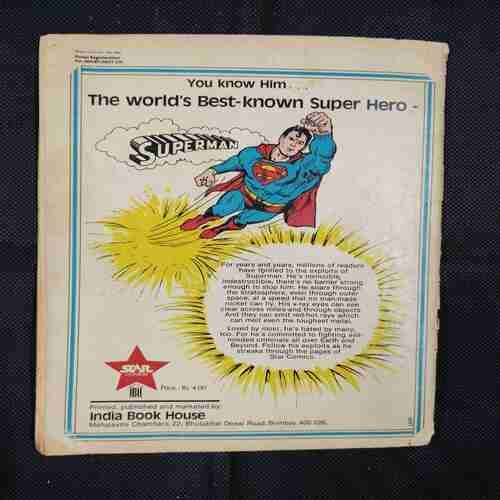 You know Him . . .
The world's Best-known Super Hero -
SUPERMAN
For years and years, millions of readers
have thrilled to the exploits of
Superman. He's invincible,
indestructible, there's no barrier strong
enough to stop him. He soars through
the stratosphere, even through outer
space, at a speed that no man-made
rocket can try. His x-ray eyes can see
clear across miles and through objects.
And they can emit red-hot rays which
can melt even the toughest metal.
Loved by most, he's hated by many,
too. For he's committed to fighting evil-
minded criminals all over Earth and
Beyond. Follow his exploits as he
streaks through the pages of
Star Comics.
STAR
IBH
Price : Rs
Printed, published and marketed by:
India Book House
Mahalaxmi Chambers, 22, Bhulabhai Desai Road, Bombay 400 026.